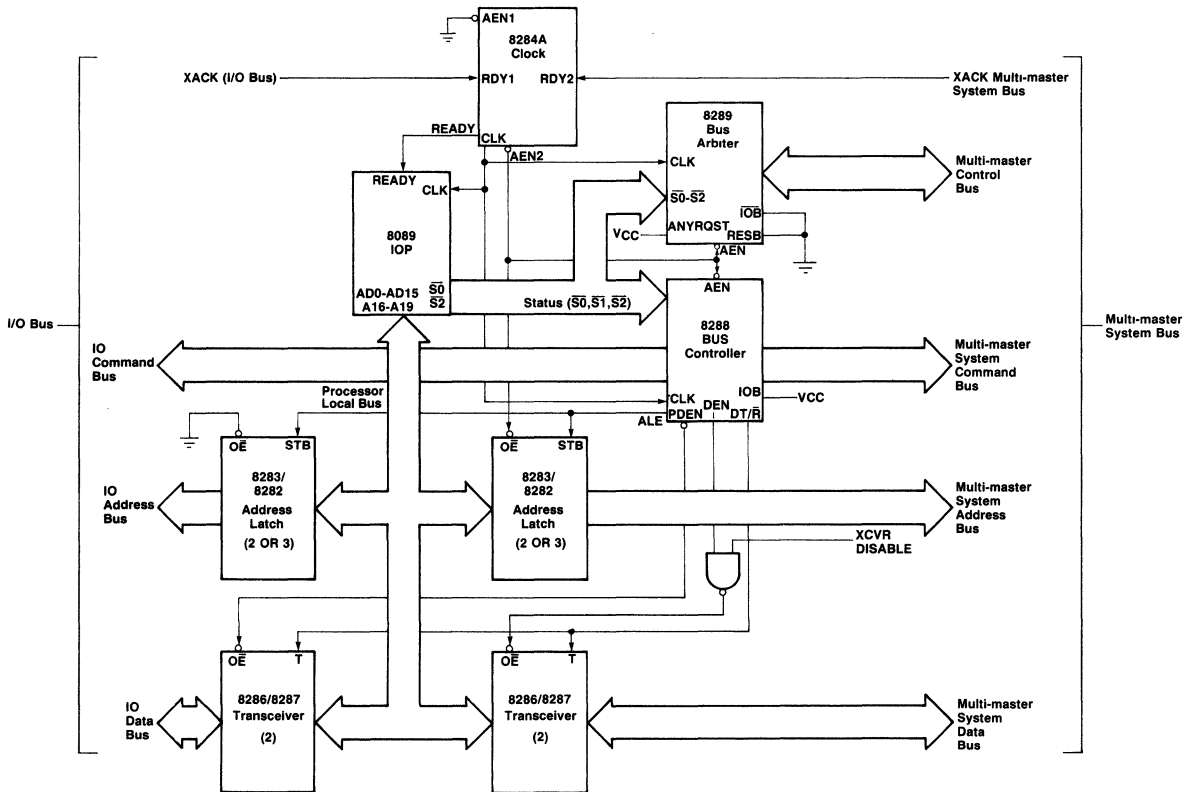 AEN1
8284A
Clock
XACK (I/O Bus)
RDY1
RDY2
XACK Multi-master
System Bus
READY
CLK
AEN2
8289
Bus
Arbiter
CLK
S0-S2
ANYRQST
VCC
IOB
RESB
AEN
Multi-master
Control
Bus
READY
CLK
8089
IOP
AD0-AD15
A16-A19
S0
S2
Status (S0,S1,S2)
AEN
8288
BUS
Controller
CLK
PDEN
DEN
DT/R
IOB
VCC
I/O Bus
Multi-master
System Bus
IO
Command
Bus
Multi-master
System
Command
Bus
Processor
Local Bus
ALE
OE
STB
8283/
8282
Address
Latch
(2 OR 3)
OE
STB
8283/
8282
Address
Latch
(2 OR 3)
IO
Address
Bus
Multi-master
System
Address
Bus
XCVR
DISABLE
OE
T
8286/8287
Transceiver
(2)
OE
T
8286/8287
Transceiver
(2)
IO
Data
Bus
Multi-master
System
Data
Bus